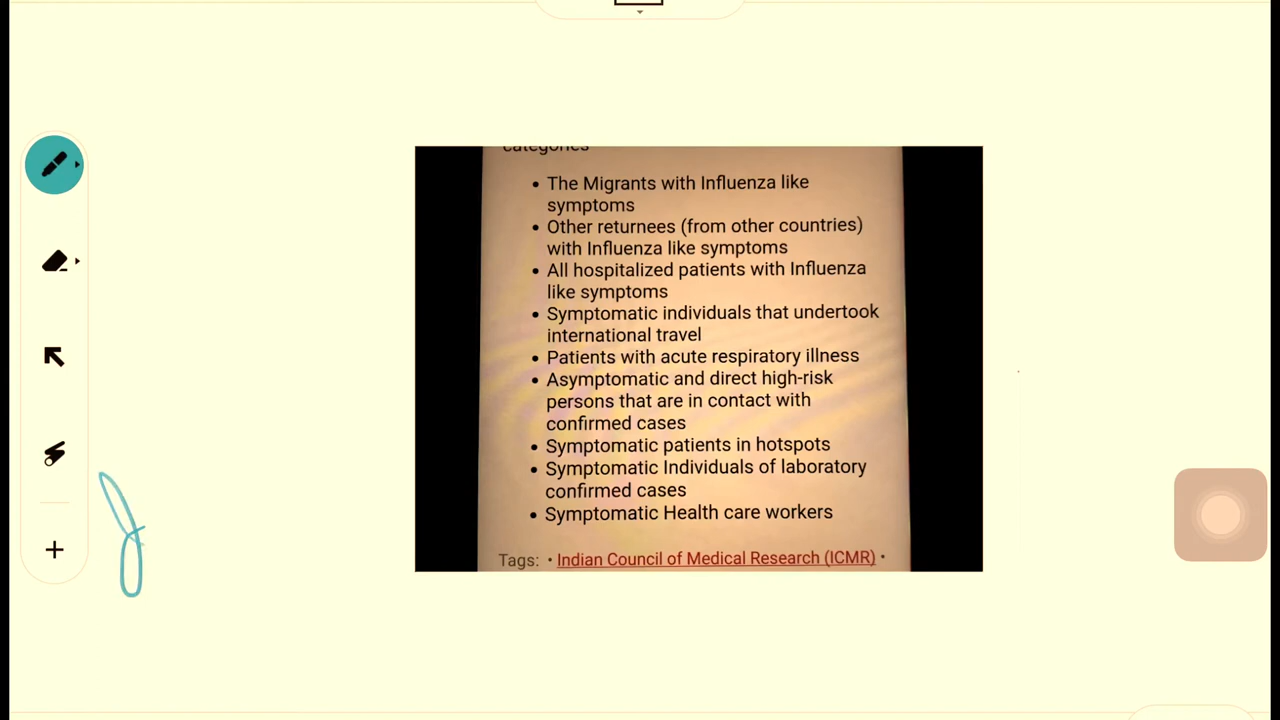 categories
• The Migrants with Influenza like
symptoms
• Other returnees (from other countries)
with Influenza like symptoms
• All hospitalized patients with Influenza
like symptoms
• Symptomatic individuals that undertook
international travel
• Patients with acute respiratory illness
• Asymptomatic and direct high-risk
persons that are in contact with
confirmed cases
• Symptomatic patients in hotspots
• Symptomatic Individuals of laboratory
confirmed cases
• Symptomatic Health care workers
Tags: • Indian Council of Medical Research (ICMR) •